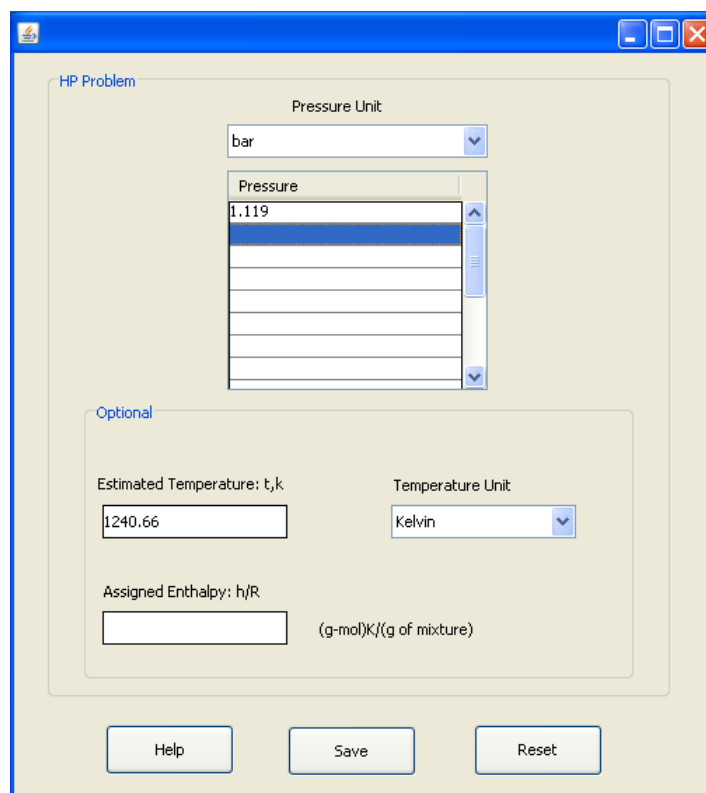 HP Problem
Pressure Unit
bar
Pressure
1.119
Optional
Estimated Temperature: t,k
Temperature Unit
1240.66
Kelvin
Assigned Enthalpy: h/R
(g-mol)K/(g of mixture)
Help
Save
Reset